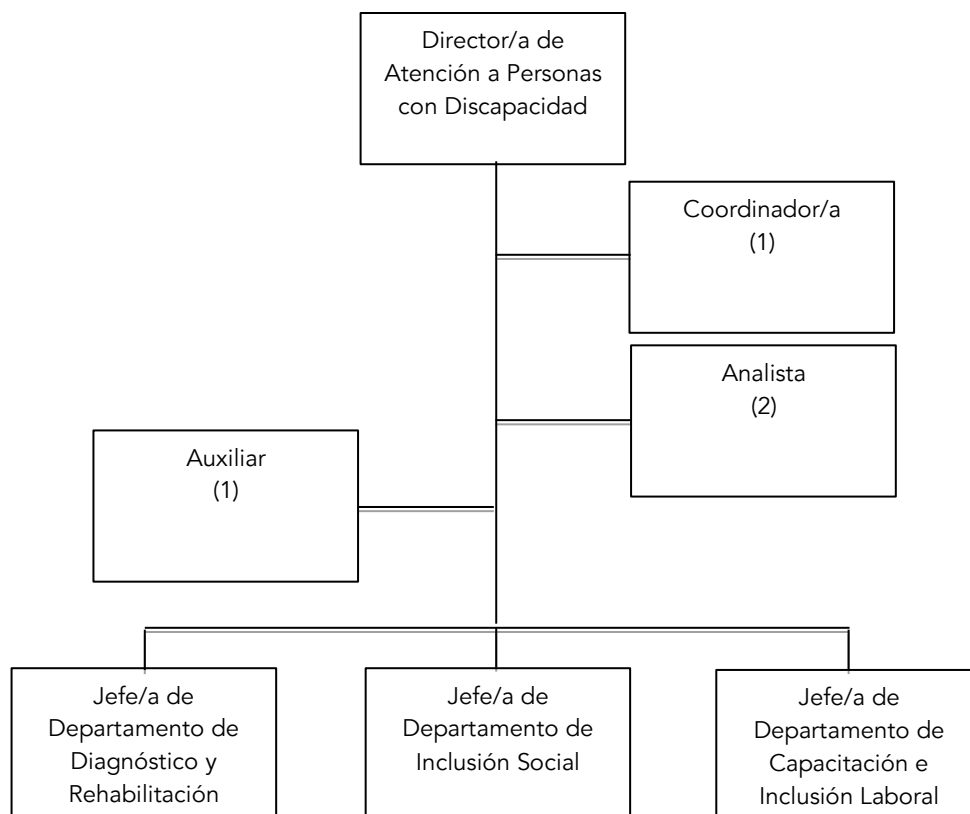 Director/a de
Atención a Personas
con Discapacidad
Coordinador/a
(1)
Analista
(2)
Auxiliar
(1)
Jefe/a de
Departamento de
Diagnóstico y
Rehabilitación
Jefe/a de
Departamento de
Inclusión Social
Jefe/a de
Departamento de
Capacitación e
Inclusión Laboral